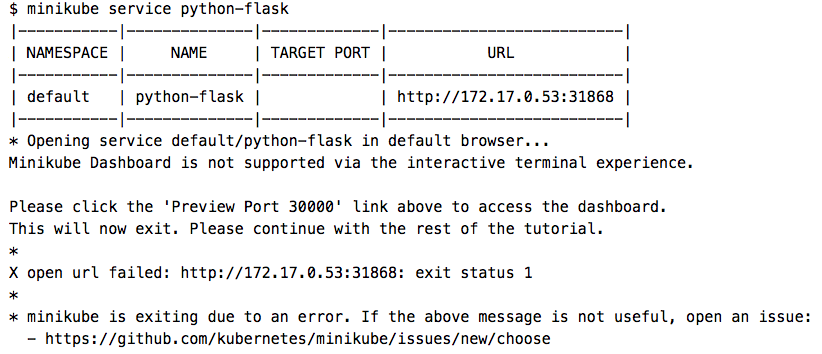 $ minikube service python-flask
|-----------|--------------|-------------|--------------------------|
| NAMESPACE |     NAME     | TARGET PORT |           URL            |
|-----------|--------------|-------------|--------------------------|
| default   | python-flask |             | http://172.17.0.53:31868 |
|-----------|--------------|-------------|--------------------------|
* Opening service default/python-flask in default browser...
Minikube Dashboard is not supported via the interactive terminal experience.

Please click the 'Preview Port 30000' link above to access the dashboard.
This will now exit. Please continue with the rest of the tutorial.
*
X open url failed: http://172.17.0.53:31868: exit status 1
*
* minikube is exiting due to an error. If the above message is not useful, open an issue:
  - https://github.com/kubernetes/minikube/issues/new/choose